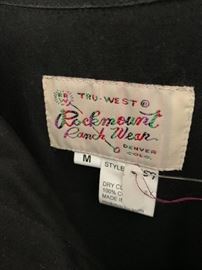 TRU-WEST ®
Rockmount
Ranch Wear
DENVER
COLO.
M STYLE
DRY CL
100% C
MADE I